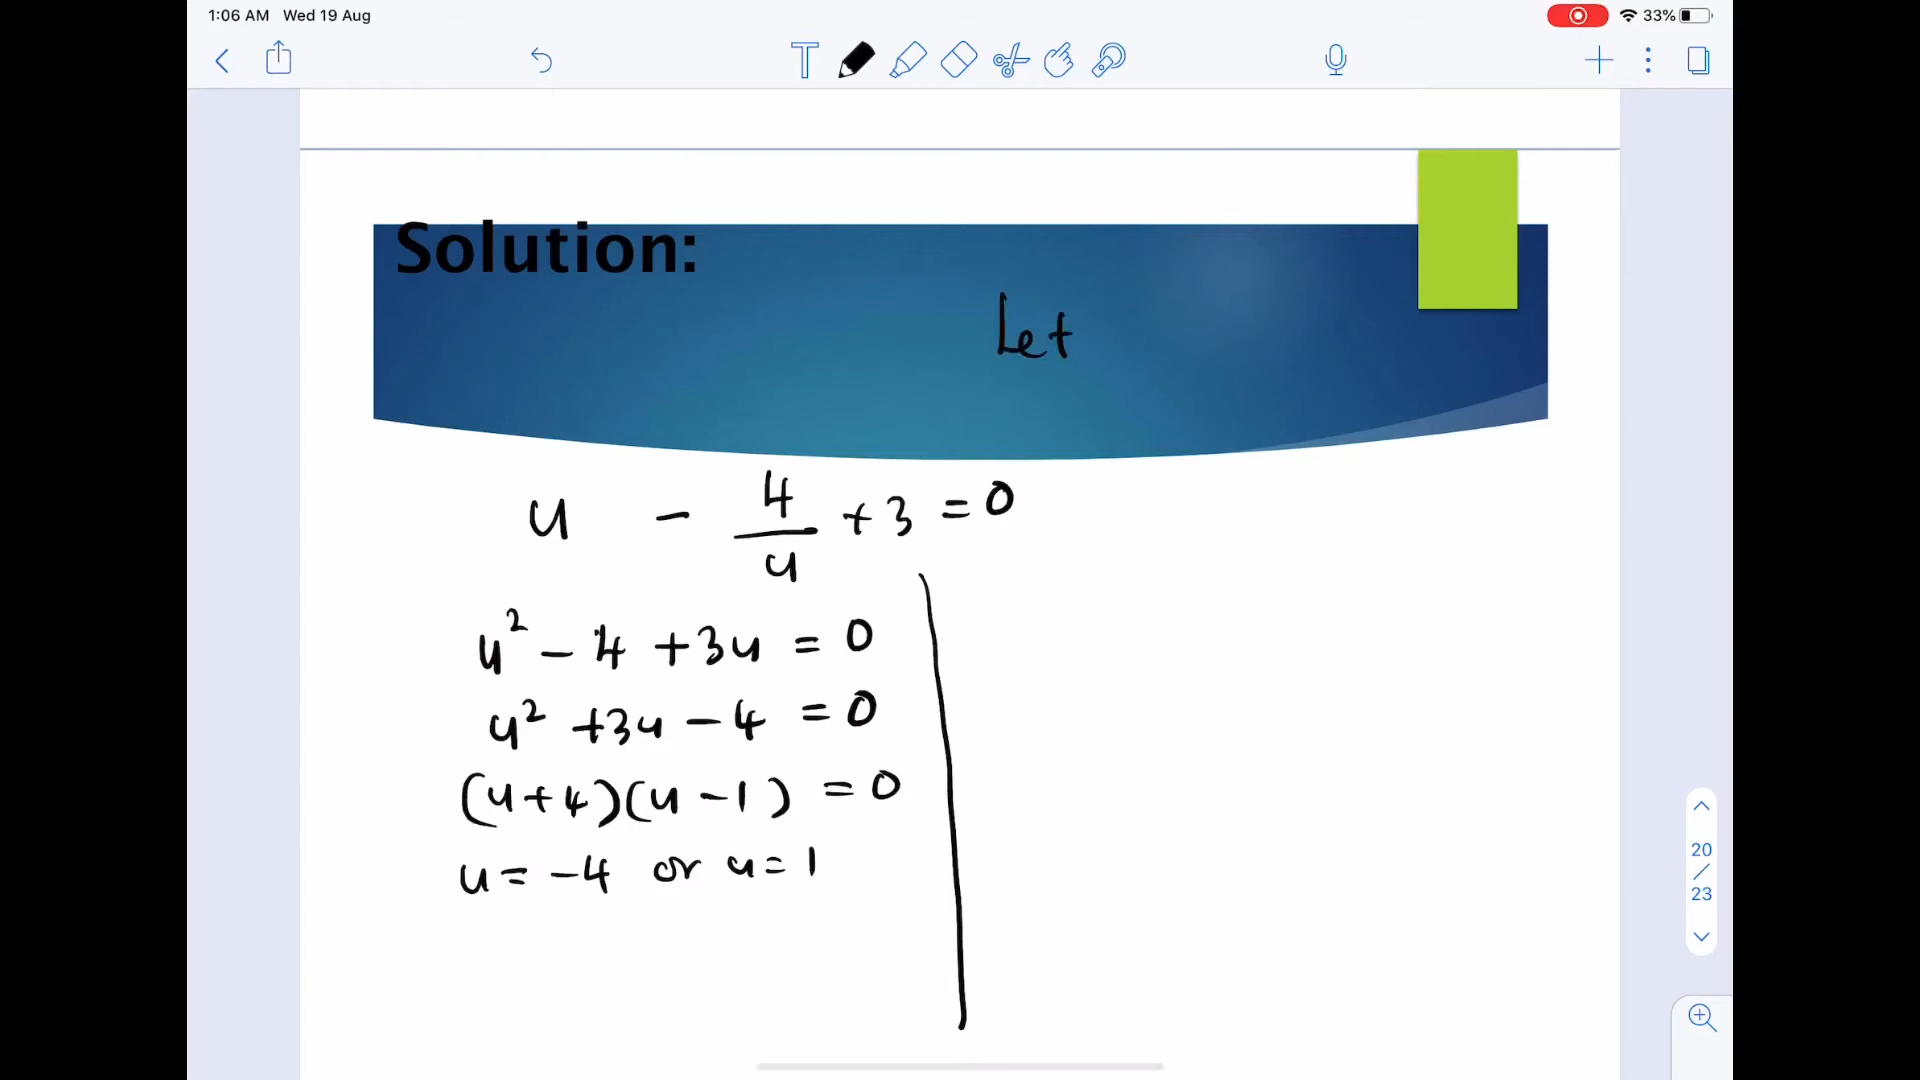 1:06 AM Wed 19 Aug
33%
T
Solution:
Let
u - 4/u + 3 = 0
u² - 4 + 3u = 0
u² + 3u - 4 = 0
(u + 4)(u - 1) = 0
u = -4 or u = 1
20
/
23